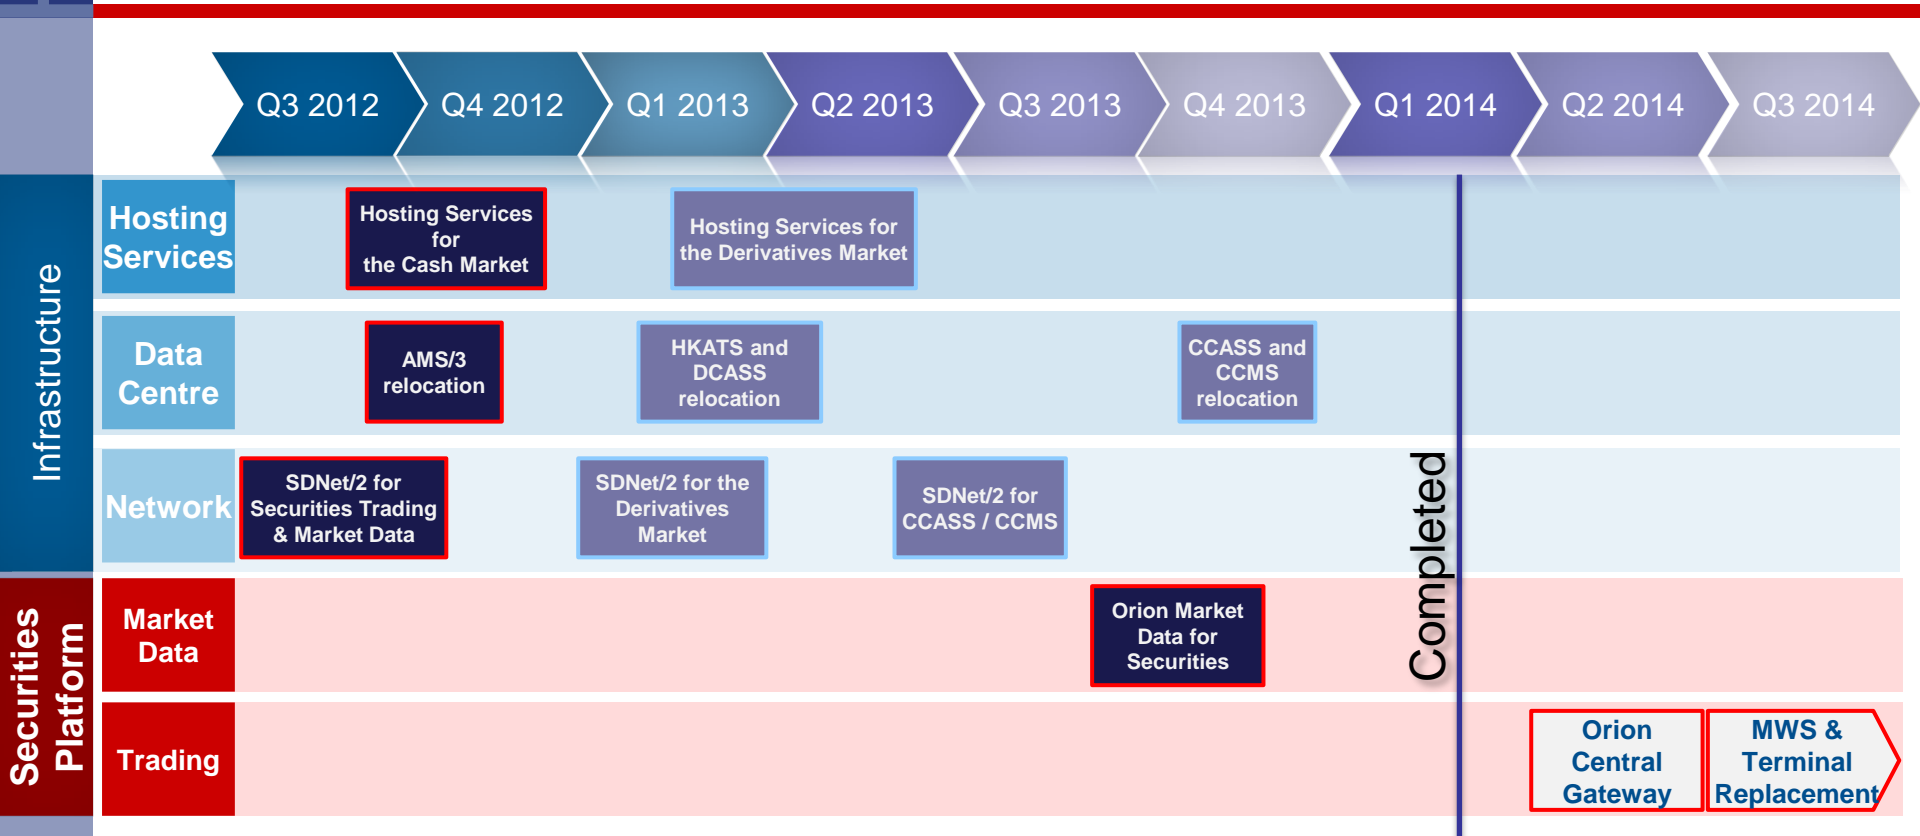 Q3 2012
Q4 2012
Q1 2013
Q2 2013
Q3 2013
Q4 2013
Q1 2014
Q2 2014
Q3 2014
Infrastructure
Hosting
Services
Hosting Services
for
the Cash Market
Hosting Services for
the Derivatives Market
Data
Centre
AMS/3
relocation
HKATS and
DCASS
relocation
CCASS and
CCMS
relocation
Network
SDNet/2 for
Securities Trading
& Market Data
SDNet/2 for the
Derivatives
Market
SDNet/2 for
CCASS / CCMS
Completed
Securities
Platform
Market
Data
Orion Market
Data for
Securities
Trading
Orion
Central
Gateway
MWS &
Terminal
Replacement